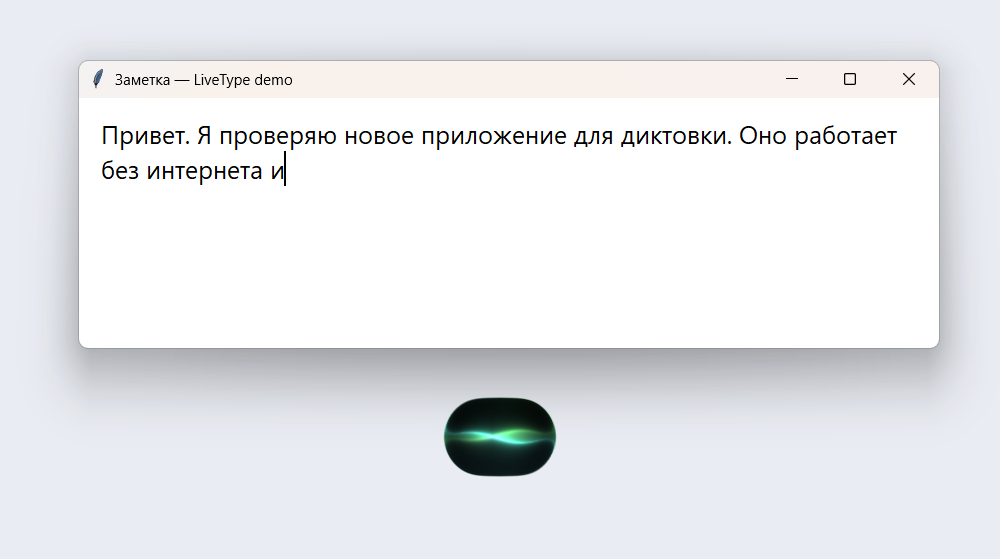 Заметка — LiveType demo
Привет. Я проверяю новое приложение для диктовки. Оно работает
без интернета и